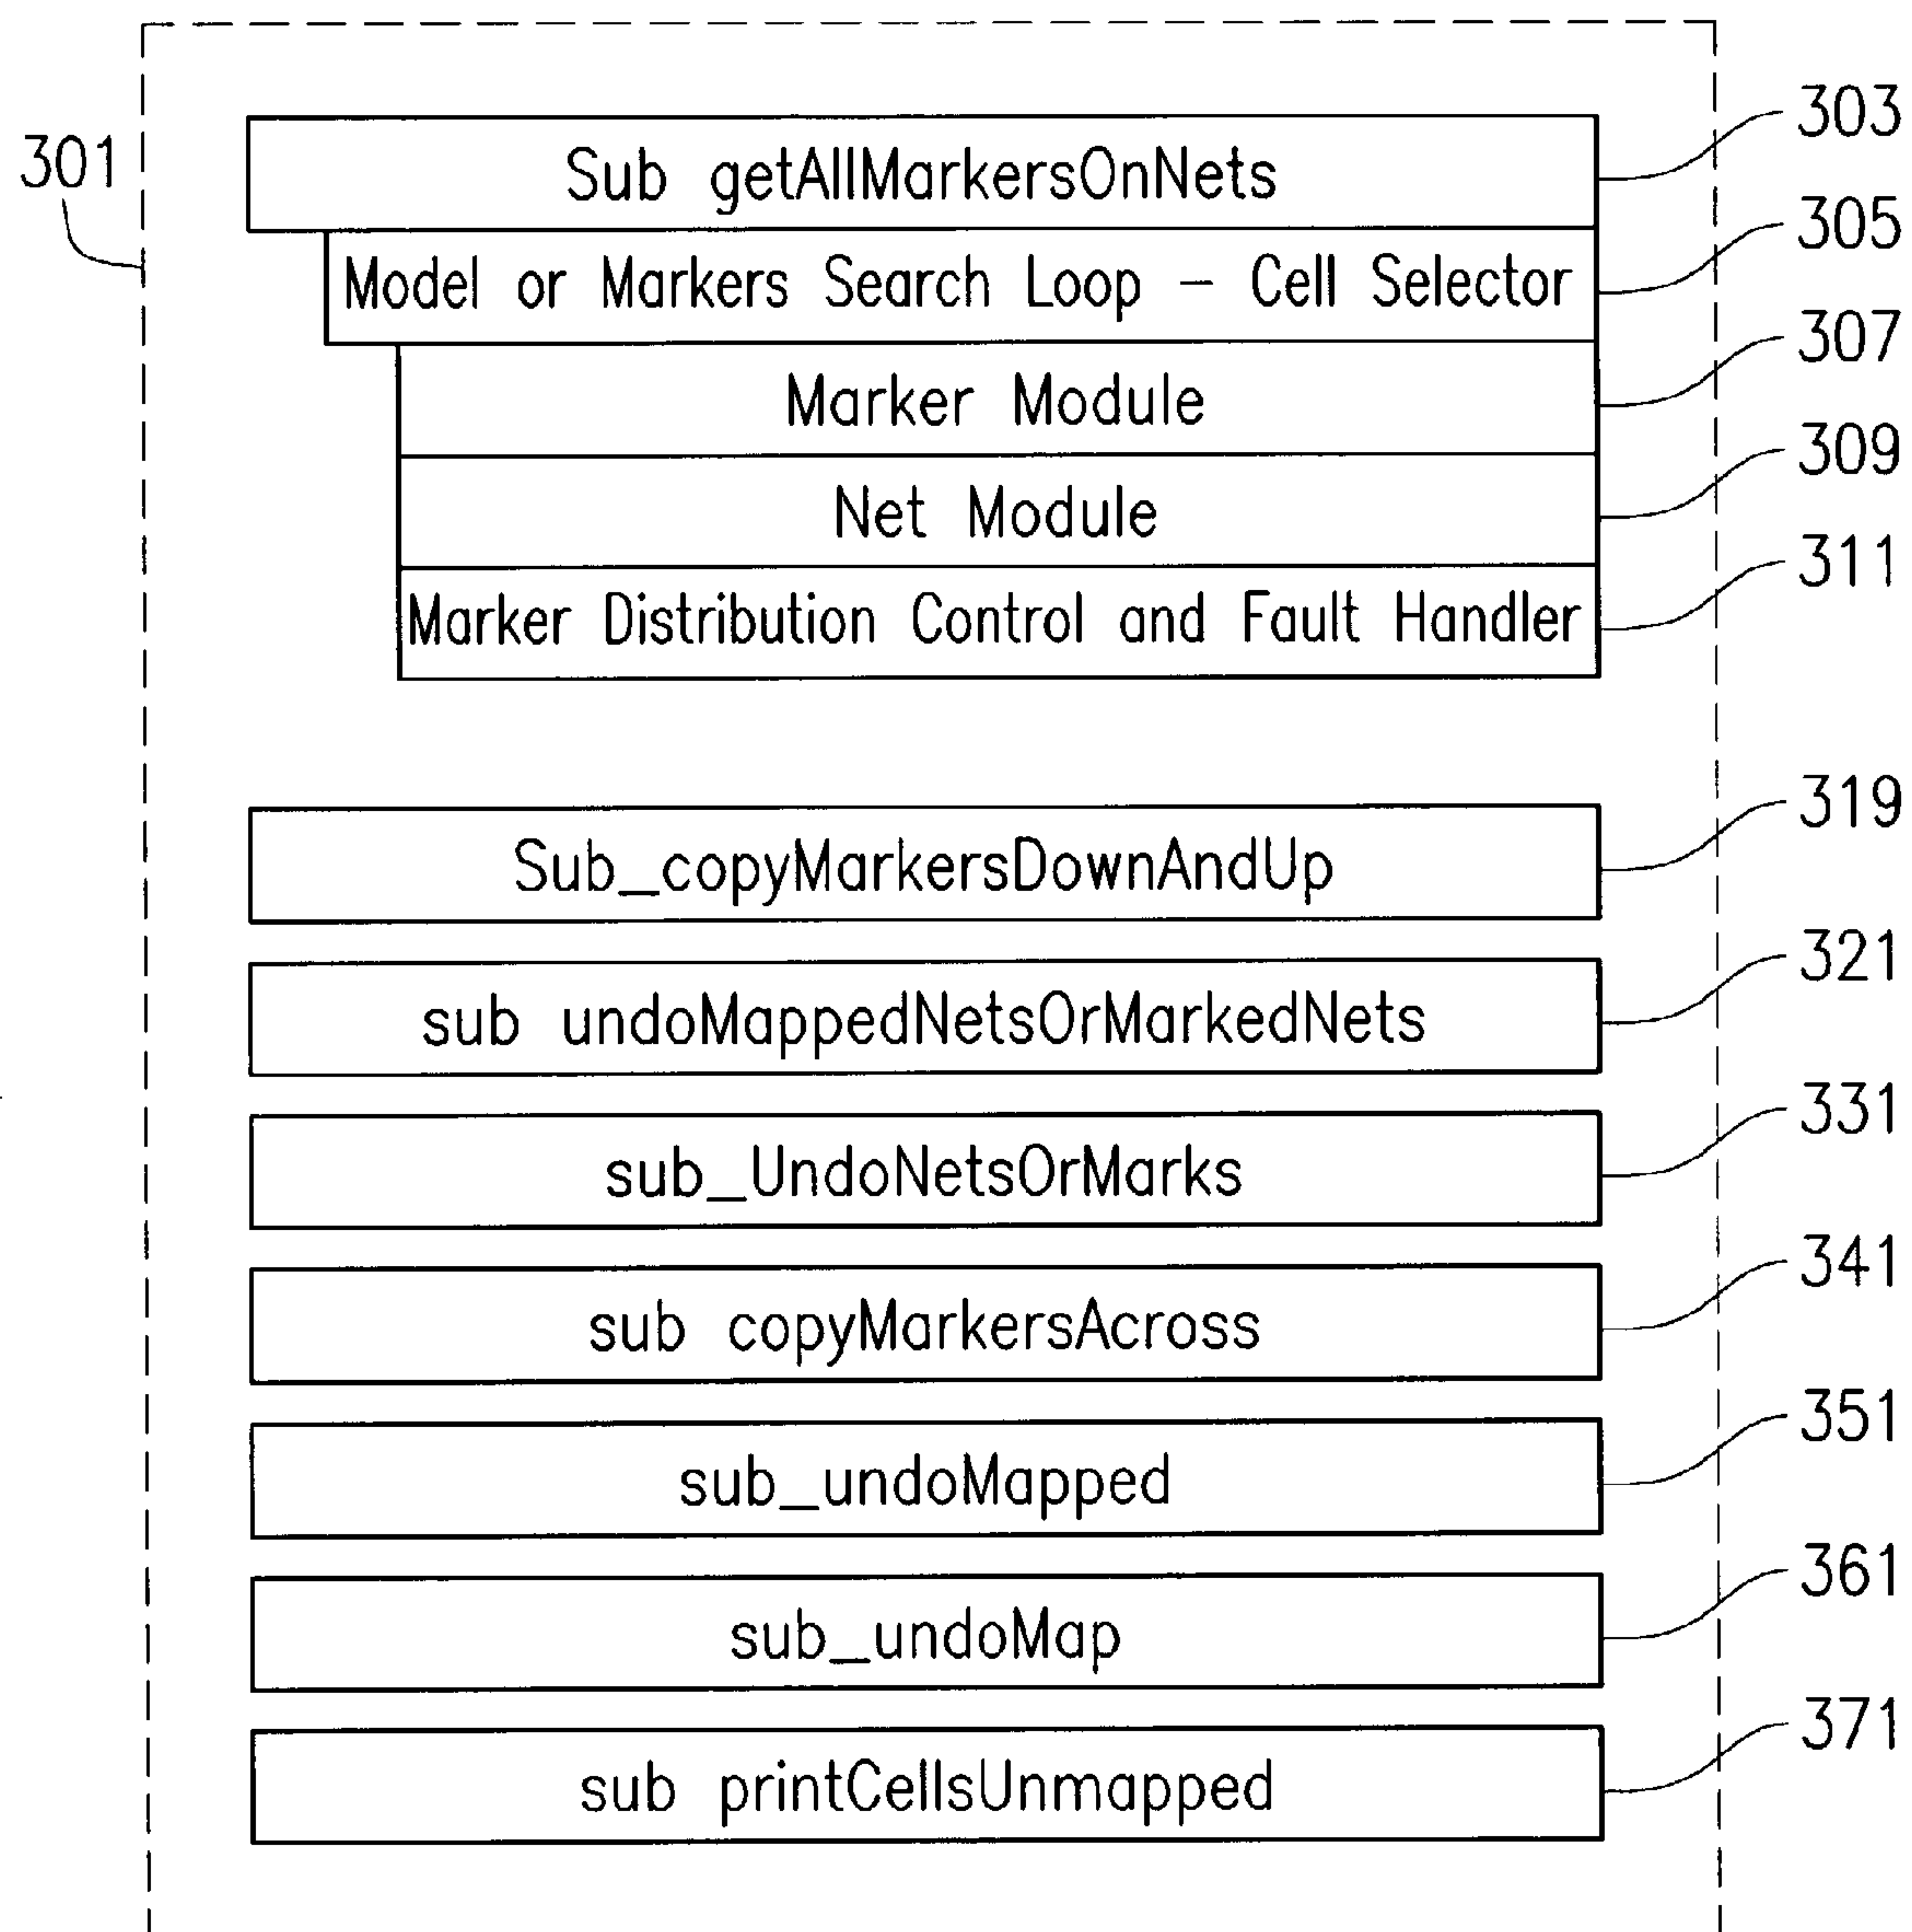 303
301
Sub getAllMarkersOnNets
305
Model or Markers Search Loop – Cell Selector
307
Marker Module
309
Net Module
311
Marker Distribution Control and Fault Handler
319
Sub_copyMarkersDownAndUp
321
sub undoMappedNetsOrMarkedNets
331
sub_UndoNetsOrMarks
341
sub copyMarkersAcross
351
sub_undoMapped
361
sub_undoMap
371
sub printCellsUnmapped